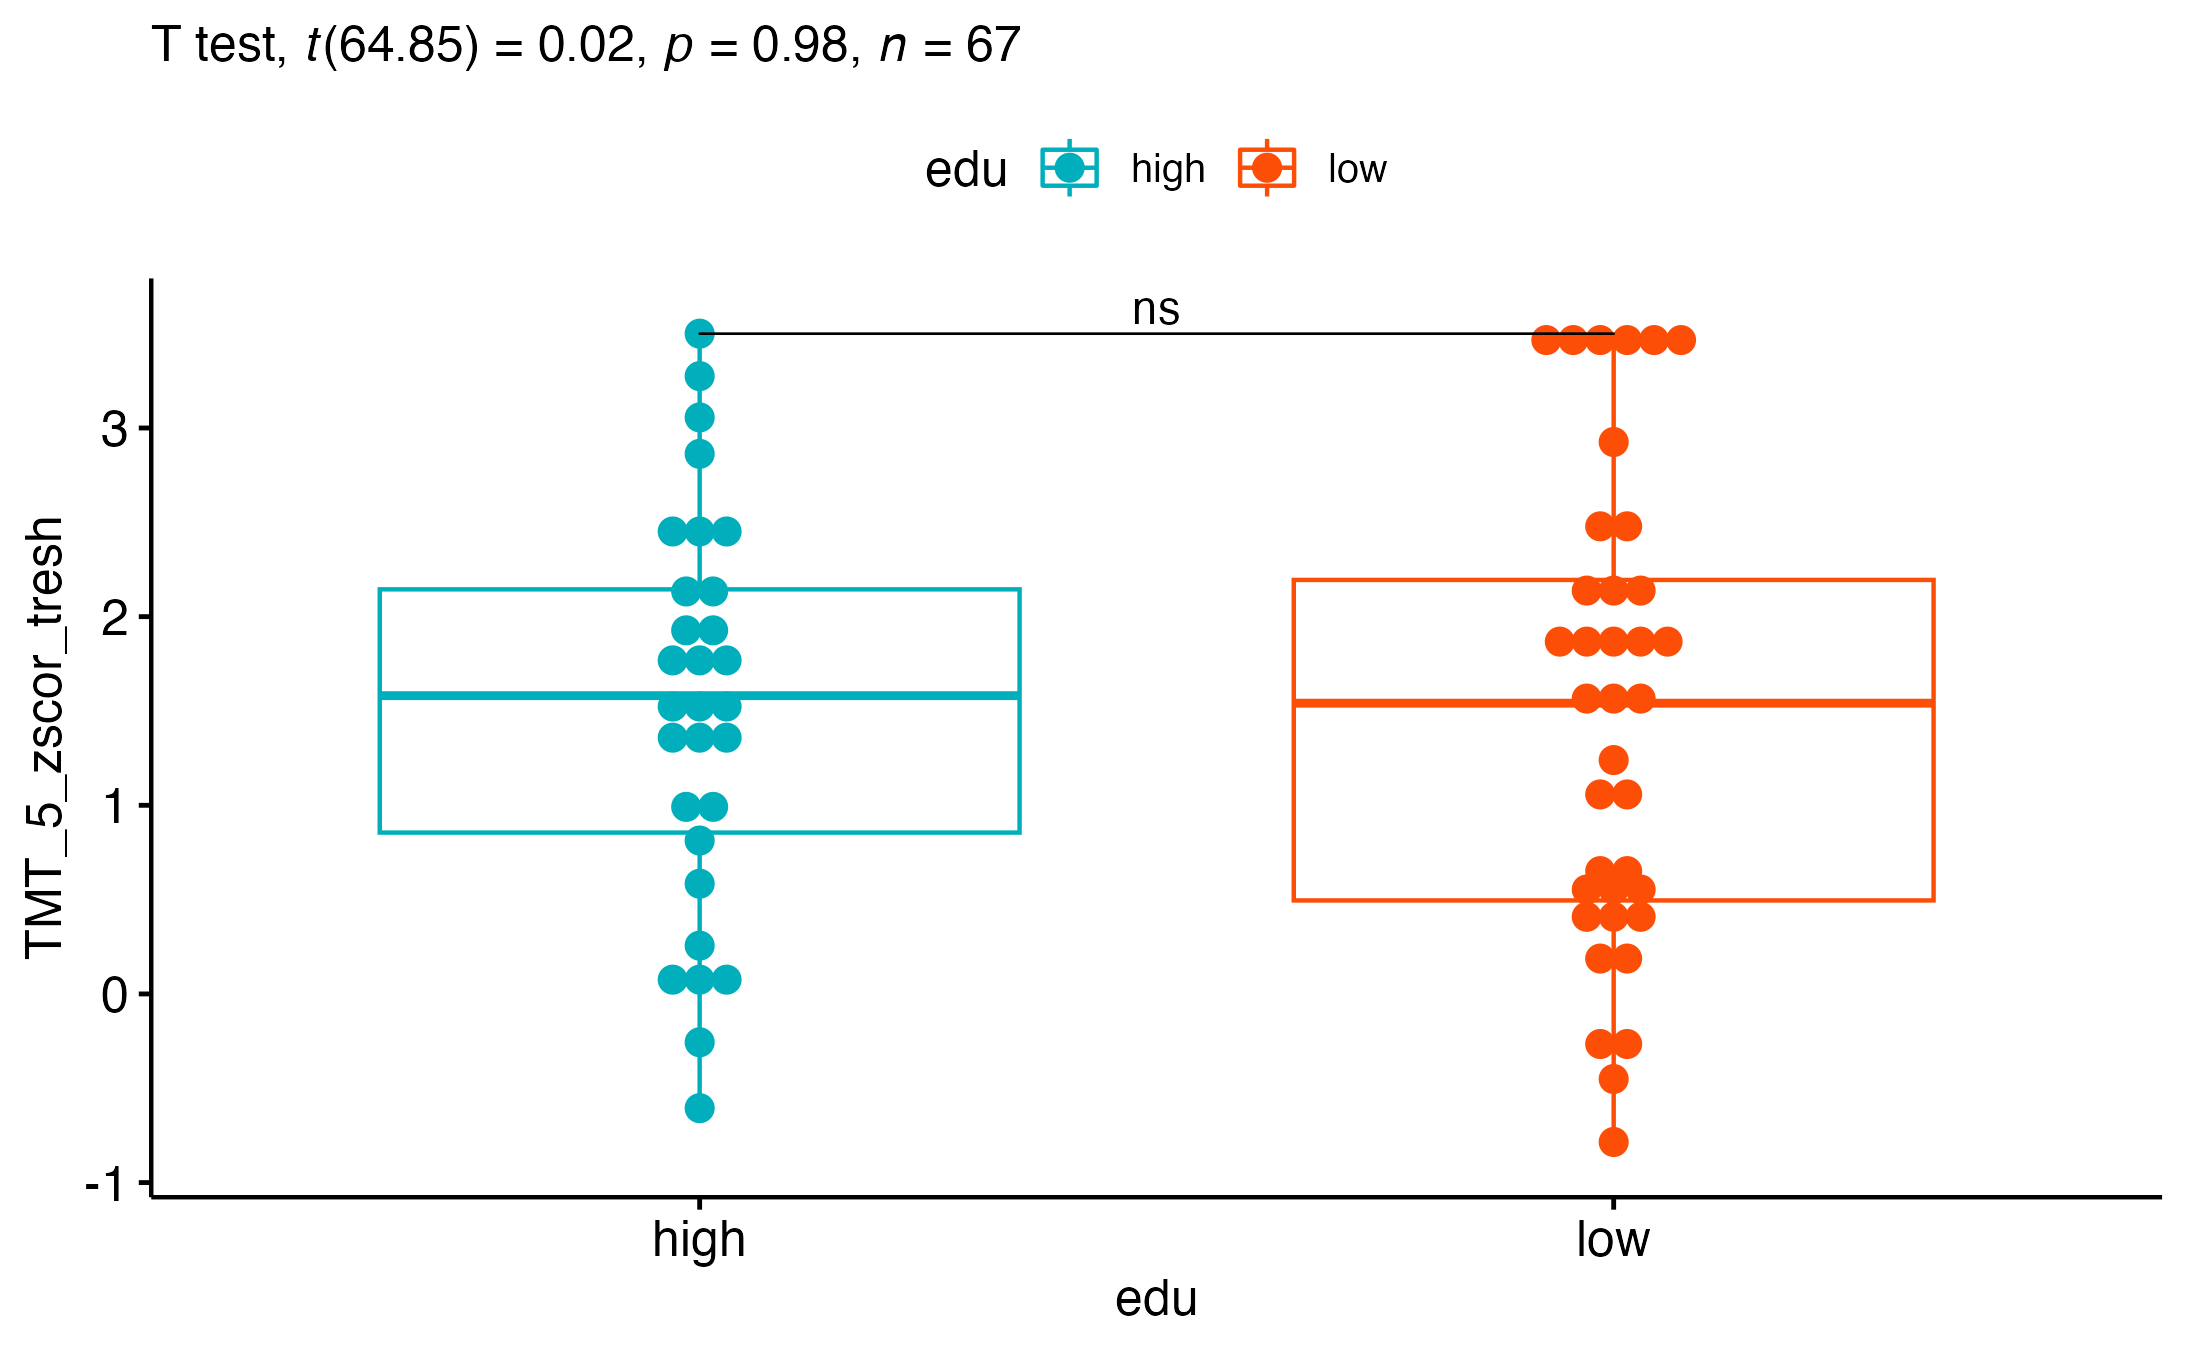 T test, t(64.85) = 0.02, p = 0.98, n = 67
edu high low
ns
3
2
1
0
-1
TMT_5_zscor_tresh
high low
edu